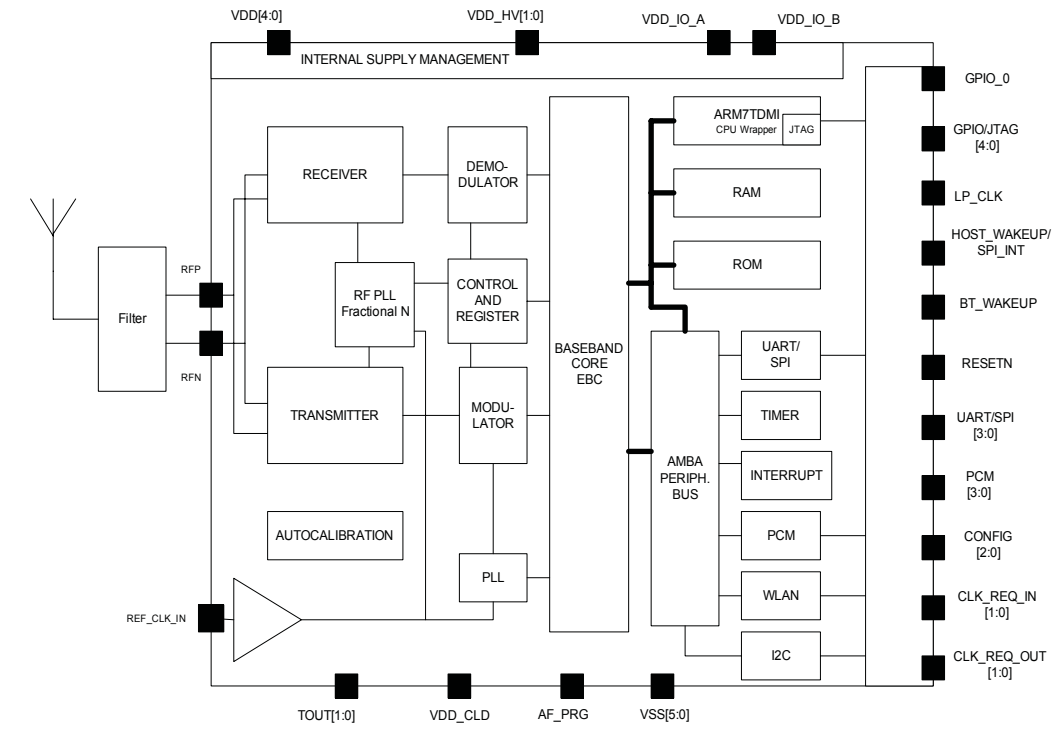 VDD[4:0]
VDD_HV[1:0]
VDD_IO_A
VDD_IO_B
INTERNAL SUPPLY MANAGEMENT
GPIO_0
GPIO/JTAG
[4:0]
LP_CLK
HOST_WAKEUP/
SPI_INT
BT_WAKEUP
RESETN
UART/SPI
[3:0]
PCM
[3:0]
CONFIG
[2:0]
CLK_REQ_IN
[1:0]
CLK_REQ_OUT
[1:0]
Filter
RFP
RFN
REF_CLK_IN
RECEIVER
DEMO-
DULATOR
RF PLL
Fractional N
CONTROL
AND
REGISTER
TRANSMITTER
MODU-
LATOR
AUTOCALIBRATION
PLL
BASEBAND
CORE
EBC
ARM7TDMI
CPU Wrapper
JTAG
RAM
ROM
AMBA
PERIPH.
BUS
UART/
SPI
TIMER
INTERRUPT
PCM
WLAN
I2C
TOUT[1:0]
VDD_CLD
AF_PRG
VSS[5:0]